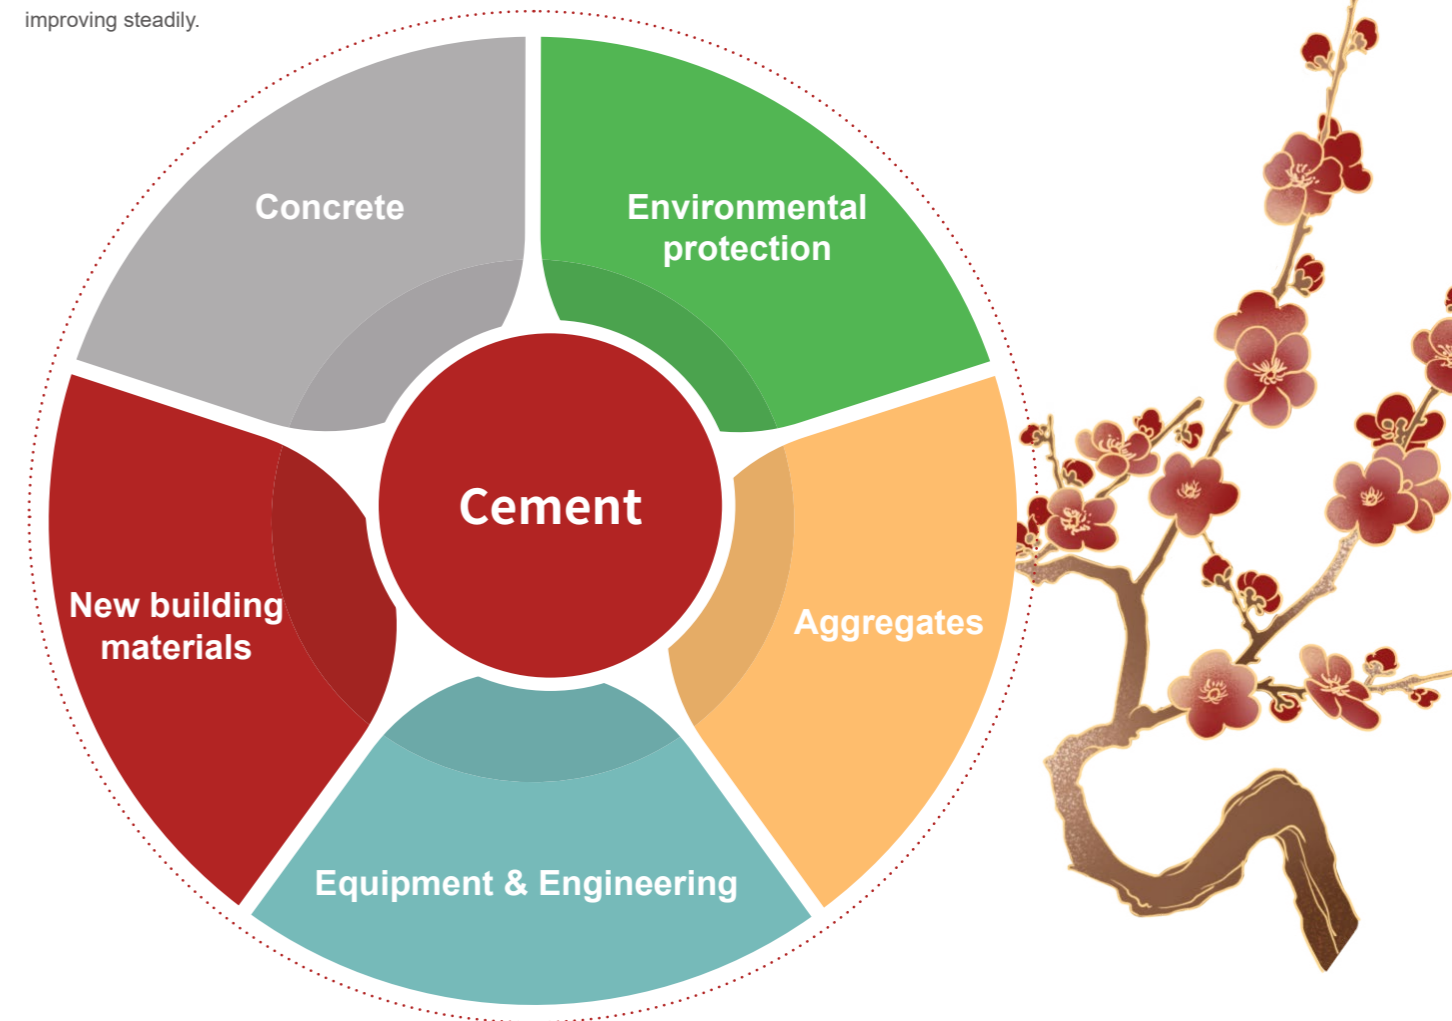 improving steadily.
Concrete
Environmental
protection
Cement
New building
materials
Aggregates
Equipment & Engineering